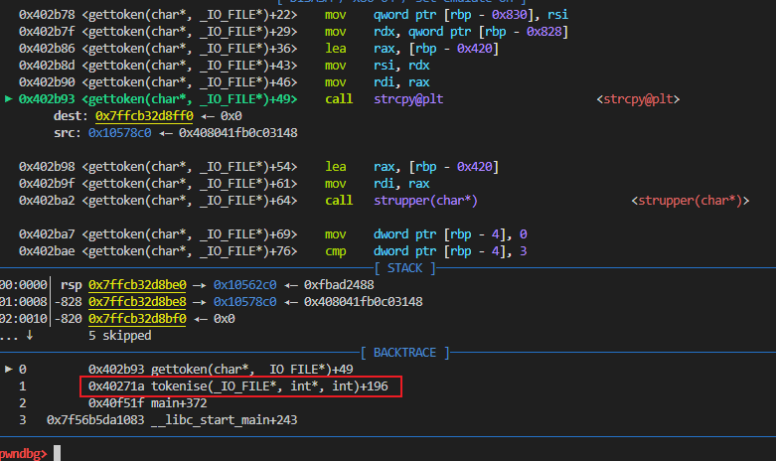 [ DISASM / x86-64 / set emulate on ]
0x402b78 <gettoken(char*, _IO_FILE*)+22> mov qword ptr [rbp - 0x830], rsi
0x402b7f <gettoken(char*, _IO_FILE*)+29> mov rdx, qword ptr [rbp - 0x828]
0x402b86 <gettoken(char*, _IO_FILE*)+36> lea rax, [rbp - 0x420]
0x402b8d <gettoken(char*, _IO_FILE*)+43> mov rsi, rdx
0x402b90 <gettoken(char*, _IO_FILE*)+46> mov rdi, rax
► 0x402b93 <gettoken(char*, _IO_FILE*)+49> call strcpy@plt <strcpy@plt>
dest: 0x7ffcb32d8ff0 ◂— 0x0
src: 0x10578c0 ◂— 0x408041fb0c03148
0x402b98 <gettoken(char*, _IO_FILE*)+54> lea rax, [rbp - 0x420]
0x402b9f <gettoken(char*, _IO_FILE*)+61> mov rdi, rax
0x402ba2 <gettoken(char*, _IO_FILE*)+64> call strupper(char*) <strupper(char*)>
0x402ba7 <gettoken(char*, _IO_FILE*)+69> mov dword ptr [rbp - 4], 0
0x402bae <gettoken(char*, _IO_FILE*)+76> cmp dword ptr [rbp - 4], 3
[ STACK ]
00:0000│ rsp 0x7ffcb32d8be0 —▸ 0x10562c0 ◂— 0xfbad2488
01:0008│-828 0x7ffcb32d8be8 —▸ 0x10578c0 ◂— 0x408041fb0c03148
02:0010│-820 0x7ffcb32d8bf0 ◂— 0x0
... ↓ 5 skipped
[ BACKTRACE ]
► 0 0x402b93 gettoken(char*, _IO_FILE*)+49
1 0x40271a tokenise(_IO_FILE*, int*, int)+196
2 0x40f51f main+372
3 0x7f56b5da1083 __libc_start_main+243
pwndbg>